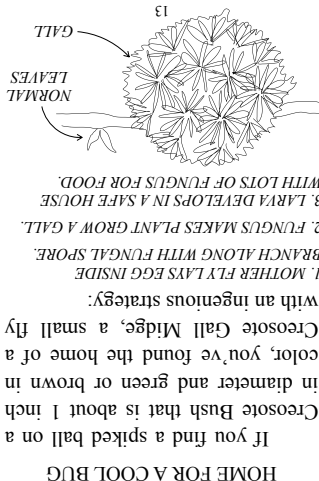 HOME FOR A COOL BUG
If you find a spiked ball on a
Creosote Bush that is about 1 inch
in diameter and green or brown in
color, you’ve found the home of a
Creosote Gall Midge, a small fly
with an ingenious strategy:
1. MOTHER FLY LAYS EGG INSIDE
BRANCH ALONG WITH FUNGAL SPORE.
2. FUNGUS MAKES PLANT GROW A GALL.
3. LARVA DEVELOPS IN A SAFE HOUSE
WITH LOTS OF FUNGUS FOR FOOD.
NORMAL
LEAVES
GALL
13